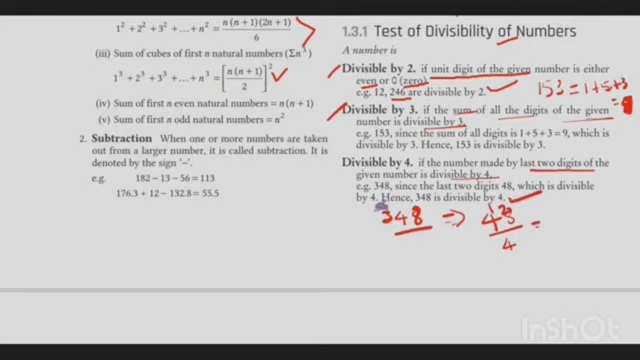 1² + 2² + 3² + ... + n² = n(n+1)(2n+1)/6
(iii) Sum of cubes of first n natural numbers (Σn³)
1³ + 2³ + 3³ + ... + n³ = [n(n+1)/2]²
(iv) Sum of first n even natural numbers = n(n + 1)
(v) Sum of first n odd natural numbers = n²
2. Subtraction When one or more numbers are taken
out from a larger number, it is called subtraction. It
is denoted by the sign '–'.
e.g. 182 – 13 – 56 = 113
176.3 + 12 – 132.8 = 55.5
1.3.1 Test of Divisibility of Numbers
A number is
Divisible by 2 if unit digit of the given number is either
even or 0 (zero).
e.g. 12, 246 are divisible by 2.
153 = 1+5+3
= 9
Divisible by 3 if the sum of all the digits of the given
number is divisible by 3.
e.g. 153, since the sum of all digits is 1 + 5 + 3 = 9, which is
divisible by 3. Hence, 153 is divisible by 3.
Divisible by 4 if the number made by last two digits of the
given number is divisible by 4.
e.g. 348, since the last two digits 48, which is divisible
by 4. Hence, 348 is divisible by 4.
348 ⇒ 48/4 =
InShOt